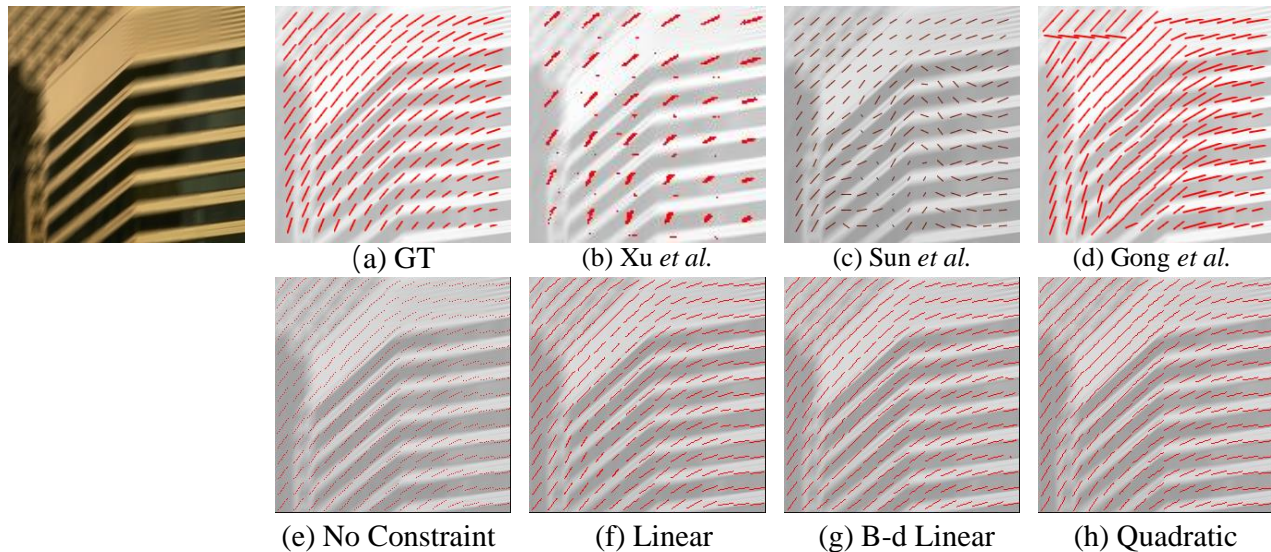 (a) GT
(b) Xu et al.
(c) Sun et al.
(d) Gong et al.
(e) No Constraint
(f) Linear
(g) B-d Linear
(h) Quadratic